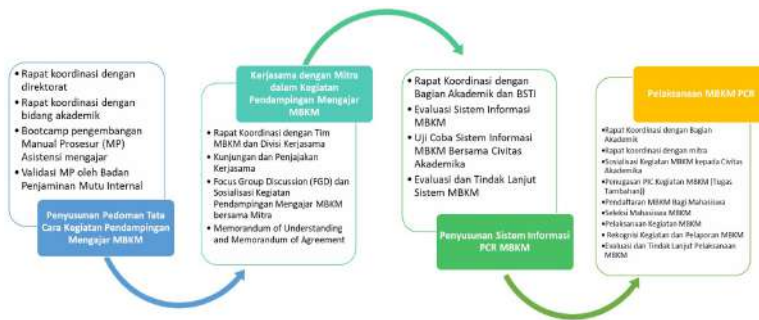 • Rapat koordinasi dengan
direktorat
• Rapat koordinasi dengan
bidang akademik
• Bootcamp pengembangan
Manual Prosesur (MP)
Asistensi mengajar
• Validasi MP oleh Badan
Penjaminan Mutu Internal
Penyusunan Pedoman Tata
Cara Kegiatan Pendampingan
Mengajar MBKM
Kerjasama dengan Mitra
dalam Kegiatan
Pendampingan Mengajar
MBKM
• Rapat Koordinasi dengan Tim
MBKM dan Divisi Kerjasama
• Kunjungan dan Penjajakan
Kerjasama
• Focus Group Discussion (FGD) dan
Sosialisasi Kegiatan
Pendampingan Mengajar MBKM
bersama Mitra
• Memorandum of Understanding
and Memorandum of Agreement
• Rapat Koordinasi dengan
Bagian Akademik dan BSTI
• Evaluasi Sistem Informasi
MBKM
• Uji Coba Sistem Informasi
MBKM Bersama Civitas
Akademika
• Evaluasi dan Tindak Lanjut
Sistem MBKM
Penyusunan Sistem Informasi
PCR MBKM
Pelaksanaan MBKM PCR
• Rapat Koordinasi dengan Bagian
Akademik
• Rapat koordinasi dengan mitra
• Sosialisasi Kegiatan MBKM kepada Civitas
Akademika
• Penugasan PIC Kegiatan MBKM (Tugas
Tambahan))
• Pendaftaran MBKM Bagi Mahasiswa
• Seleksi Mahasiswa MBKM
• Pelaksanaan Kegiatan MBKM
• Rekognisi Kegiatan dan Pelaporan MBKM
• Evaluasi dan Tindak Lanjut Pelaksanaan
MBKM